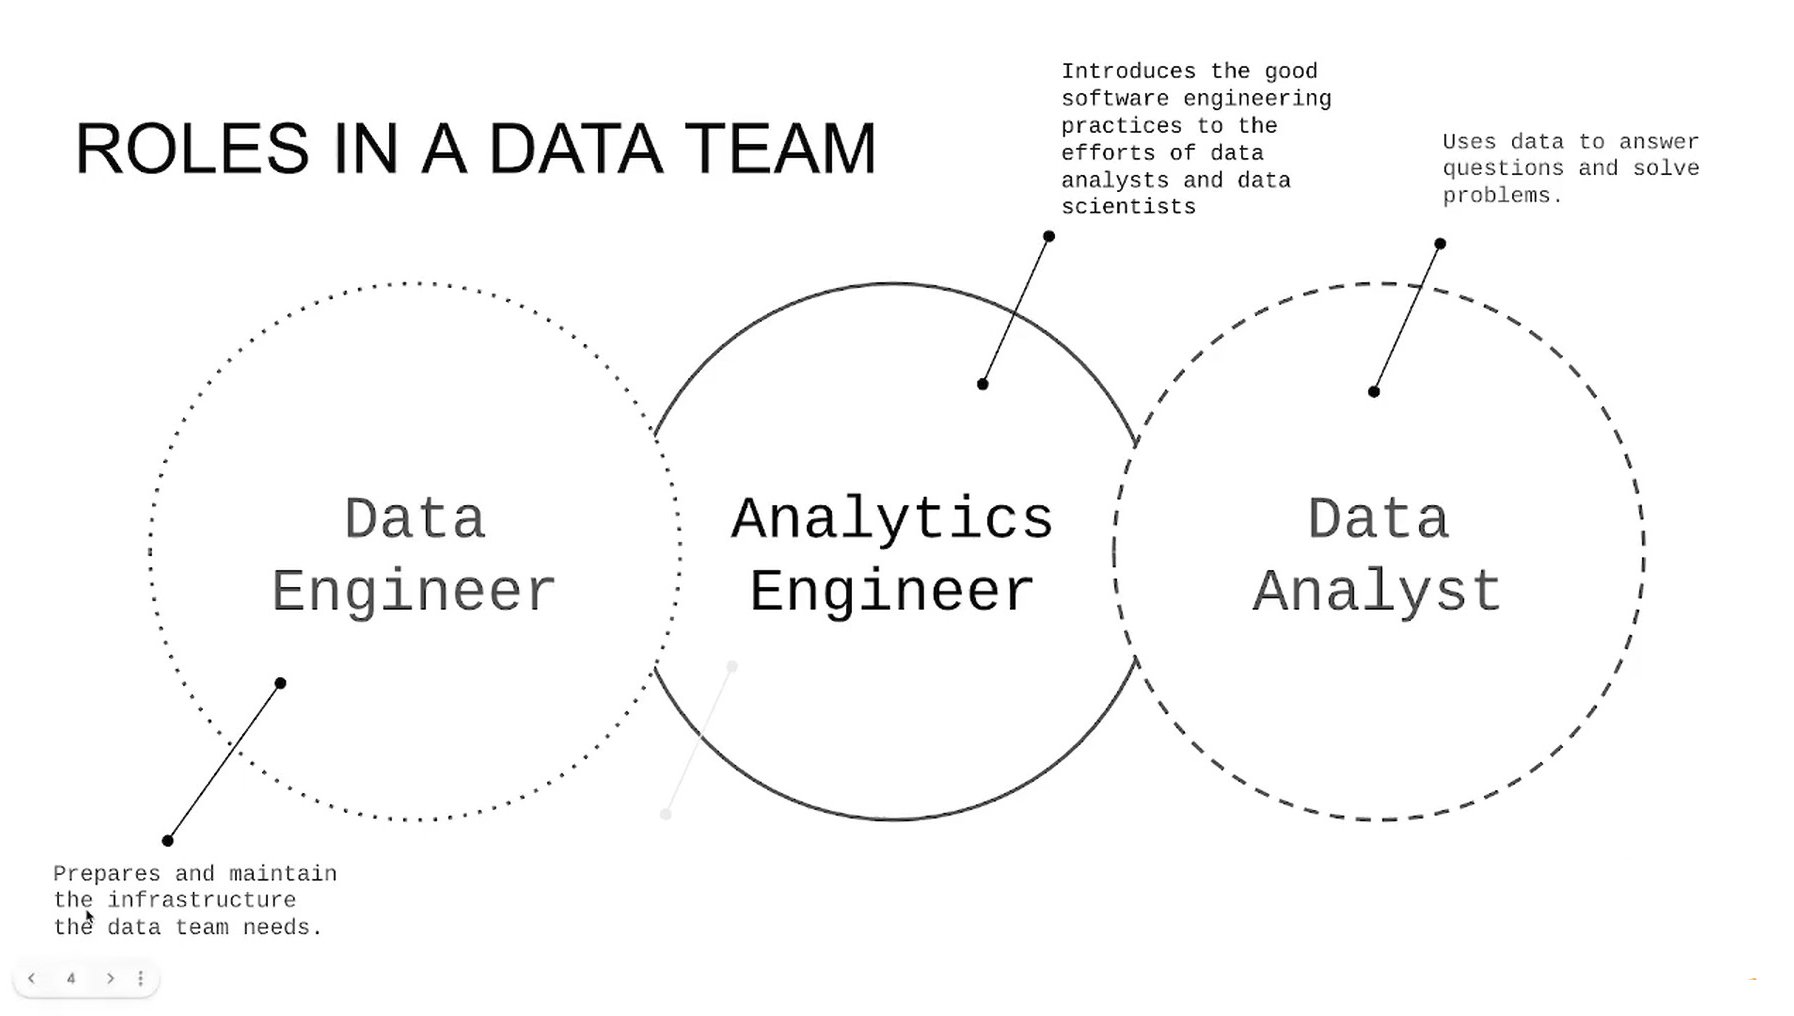 ROLES IN A DATA TEAM
Introduces the good
software engineering
practices to the
efforts of data
analysts and data
scientists
Uses data to answer
questions and solve
problems.
Data
Engineer
Analytics
Engineer
Data
Analyst
Prepares and maintain
the infrastructure
the data team needs.
4